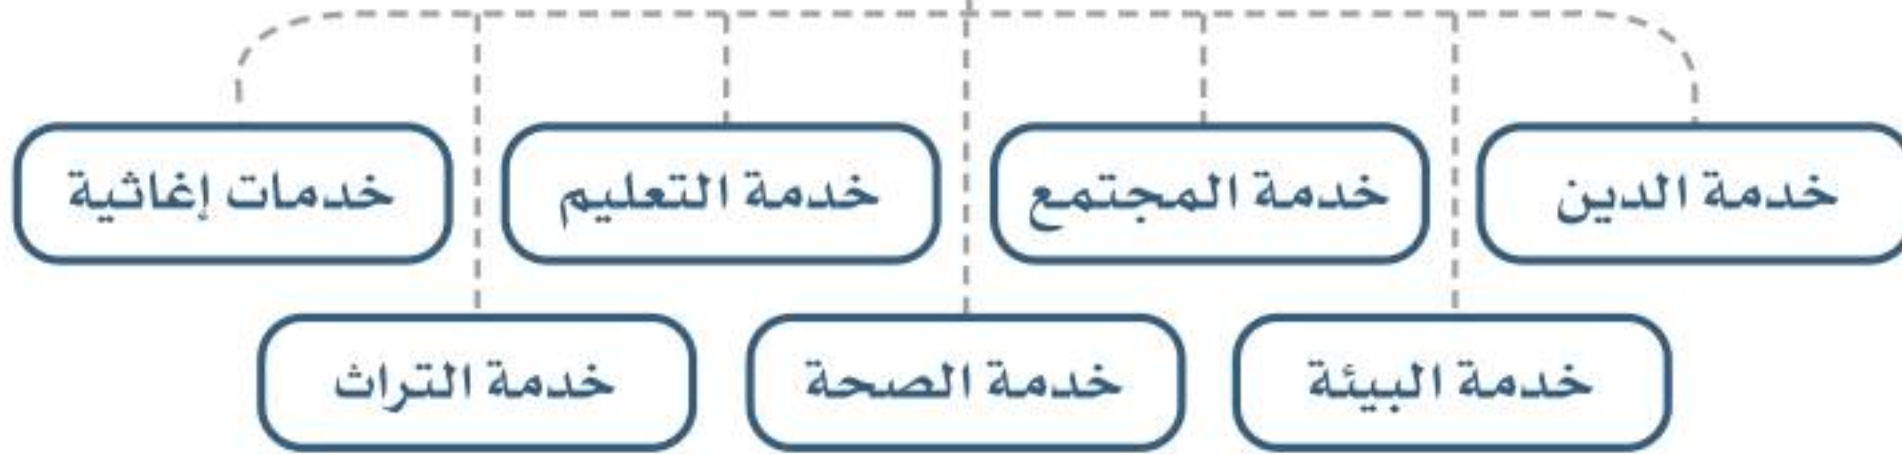 خدمة الدين
خدمة المجتمع
خدمة التعليم
خدمات إغاثية
خدمة البيئة
خدمة الصحة
خدمة التراث